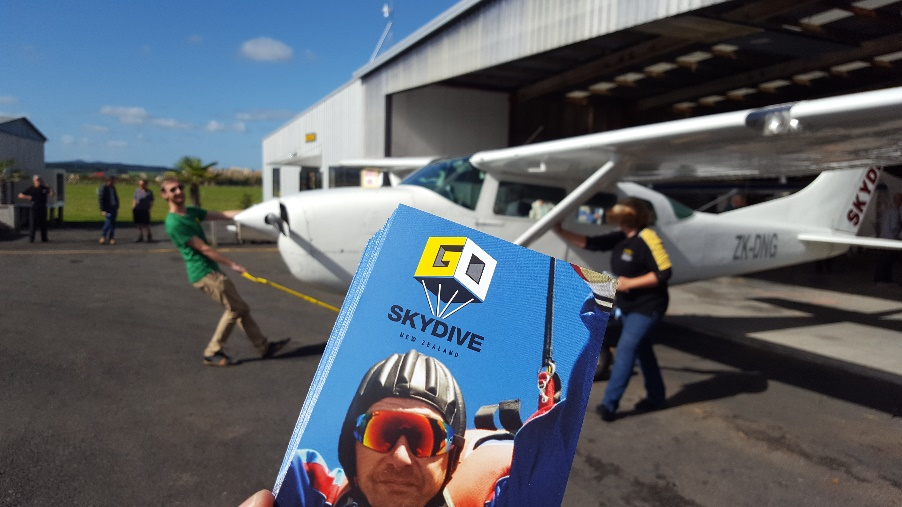 GO
SKYDIVE
NEW ZEALAND
ZK-DNG
SKYD